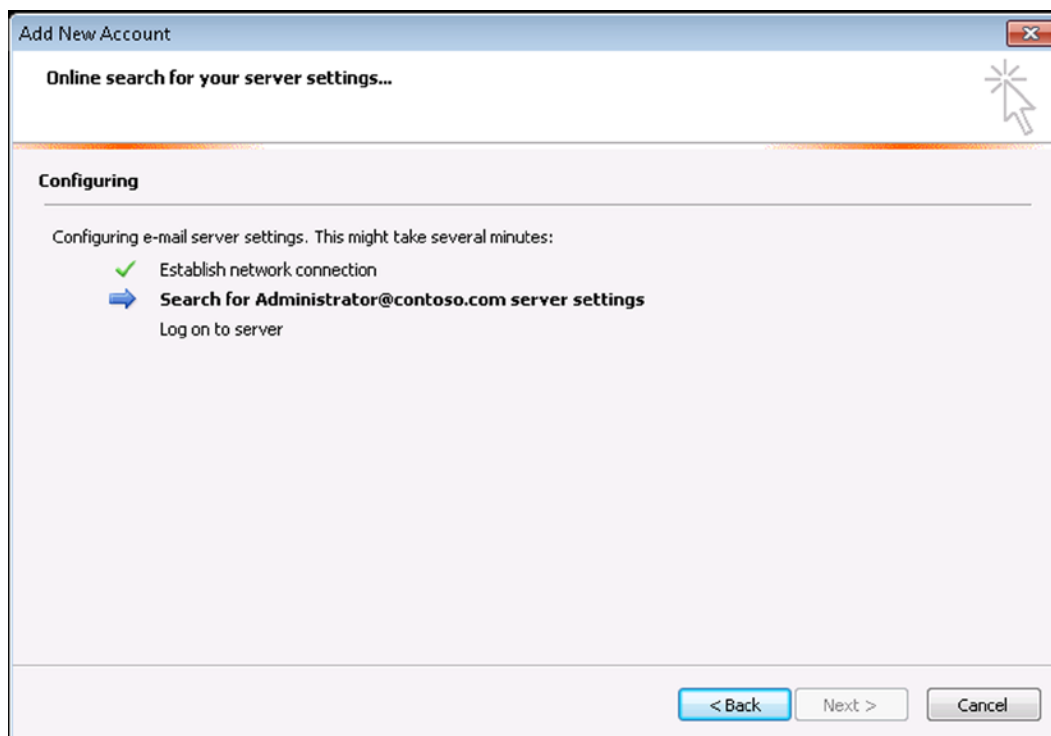 Add New Account
Online search for your server settings...
Configuring
Configuring e-mail server settings. This might take several minutes:
Establish network connection
Search for Administrator@contoso.com server settings
Log on to server
< Back Next > Cancel